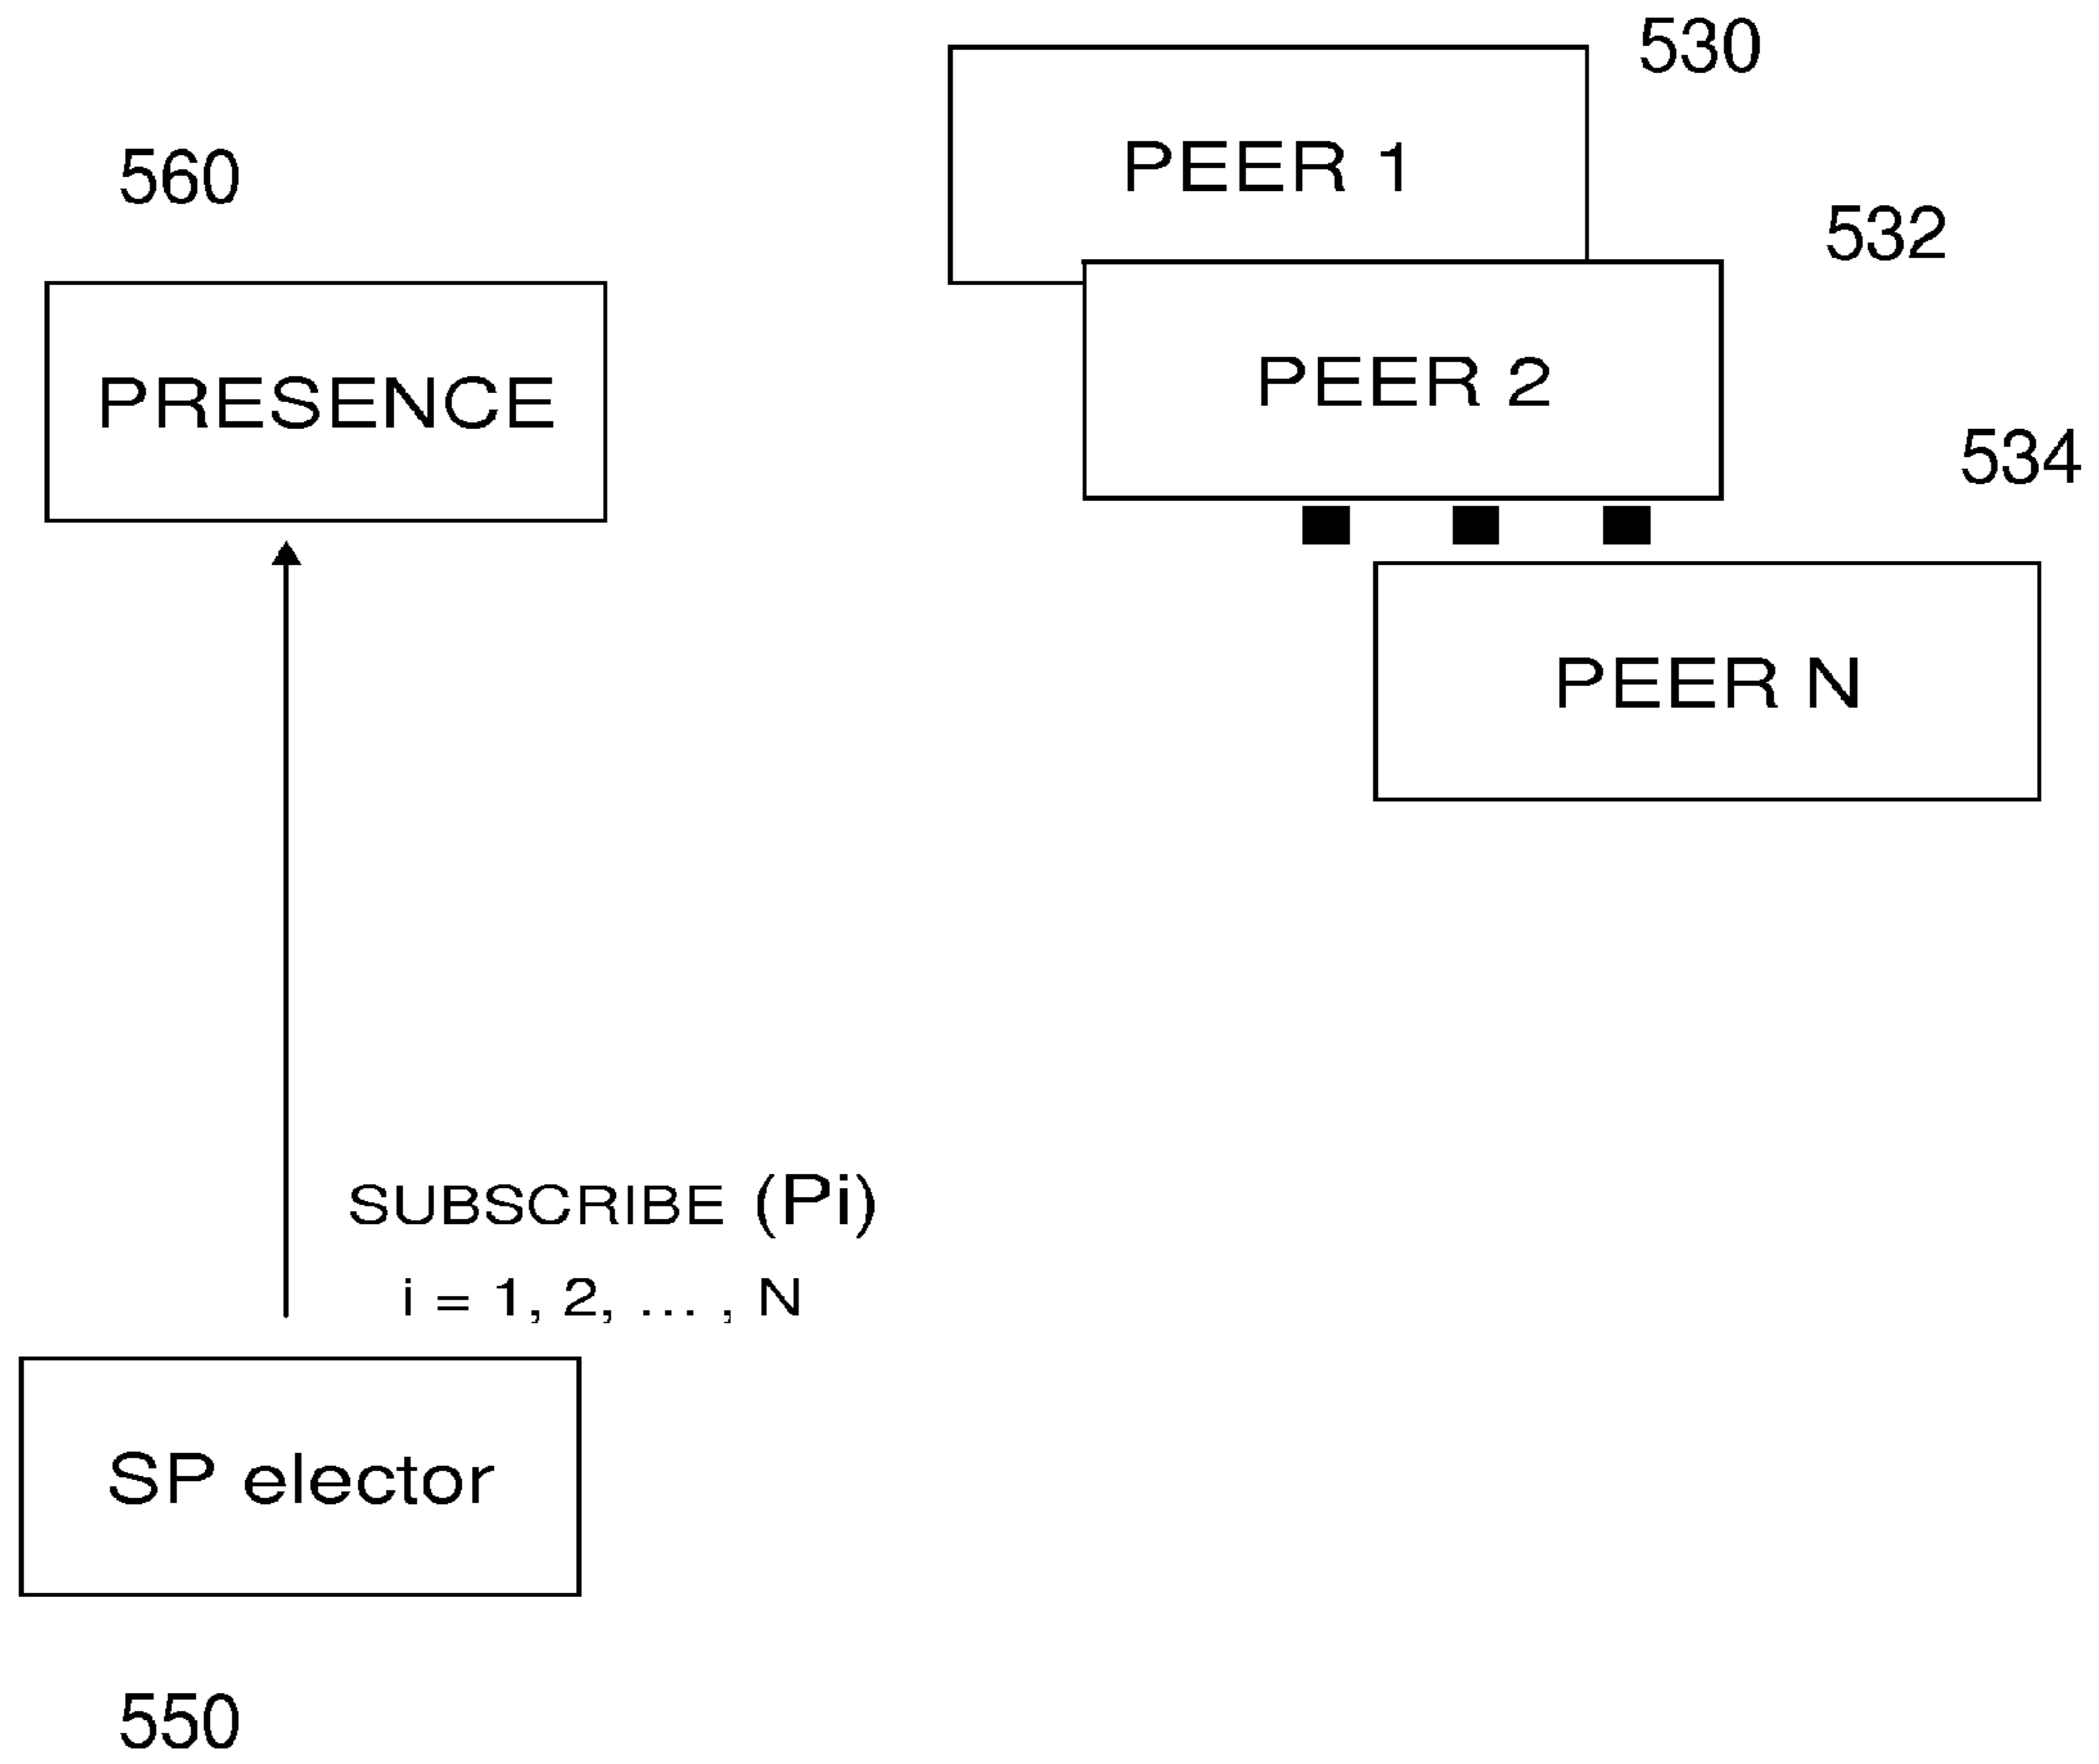 530
PEER 1
560
532
PEER 2
PRESENCE
534
PEER N
SUBSCRIBE (Pi)
i = 1, 2, ... , N
SP elector
550